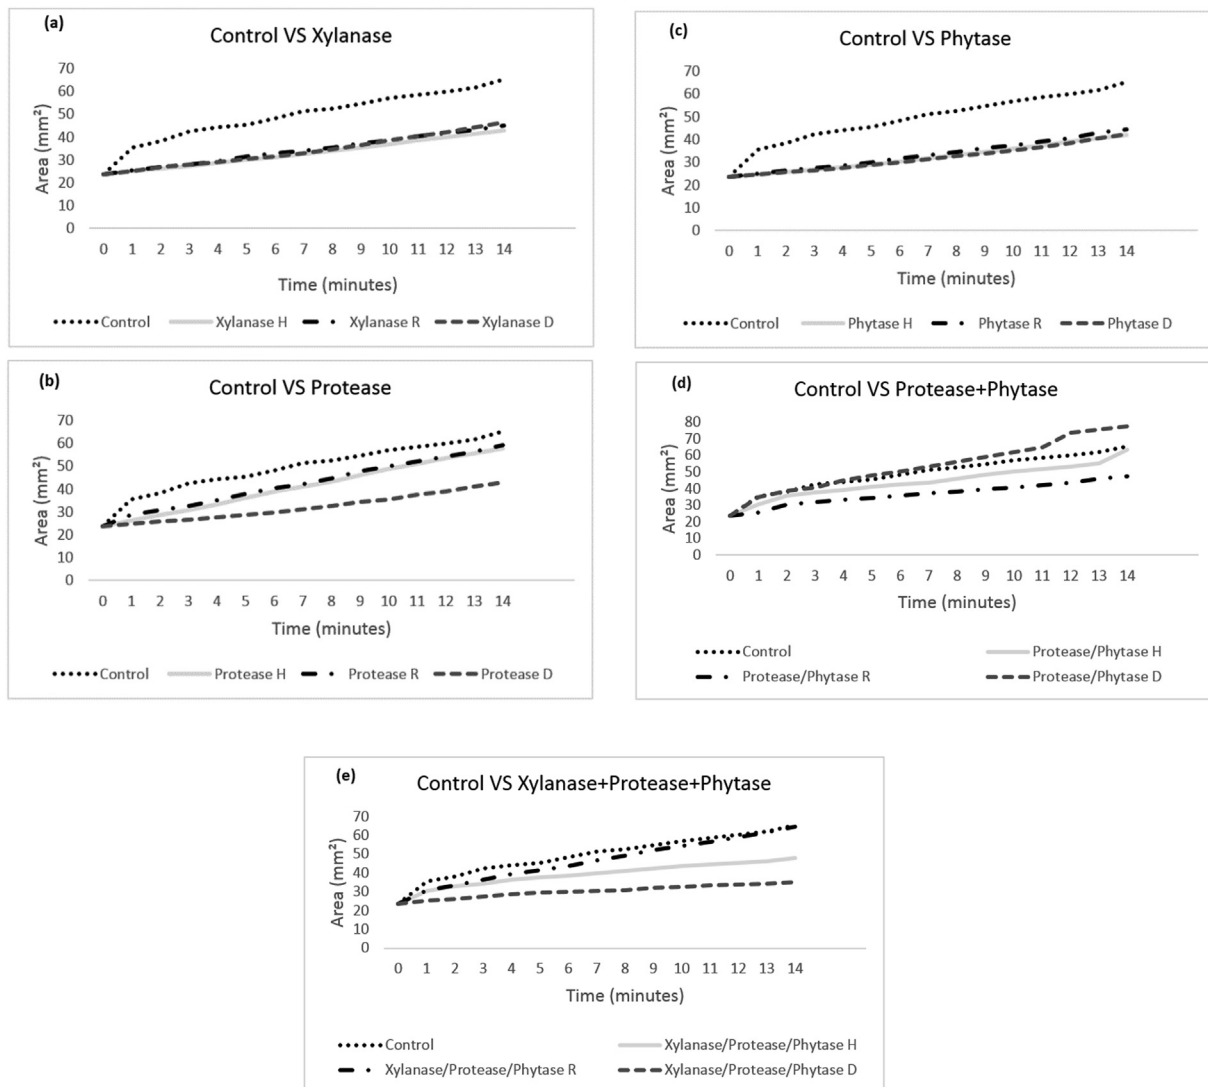 (a)
Control VS Xylanase
70
60
50
40
30
20
10
0
Area (mm²)
0 1 2 3 4 5 6 7 8 9 10 11 12 13 14
Time (minutes)
Control Xylanase H Xylanase R Xylanase D
(c)
Control VS Phytase
70
60
50
40
30
20
10
0
Area (mm²)
0 1 2 3 4 5 6 7 8 9 10 11 12 13 14
Time (minutes)
Control Phytase H Phytase R Phytase D
(b)
Control VS Protease
70
60
50
40
30
20
10
0
Area (mm²)
0 1 2 3 4 5 6 7 8 9 10 11 12 13 14
Time (minutes)
Control Protease H Protease R Protease D
(d)
Control VS Protease+Phytase
80
70
60
50
40
30
20
10
0
Area (mm²)
0 1 2 3 4 5 6 7 8 9 10 11 12 13 14
Time (minutes)
Control Protease/Phytase H
Protease/Phytase R Protease/Phytase D
(e)
Control VS Xylanase+Protease+Phytase
70
60
50
40
30
20
10
0
Area (mm²)
0 1 2 3 4 5 6 7 8 9 10 11 12 13 14
Time (minutes)
Control Xylanase/Protease/Phytase H
Xylanase/Protease/Phytase R Xylanase/Protease/Phytase D